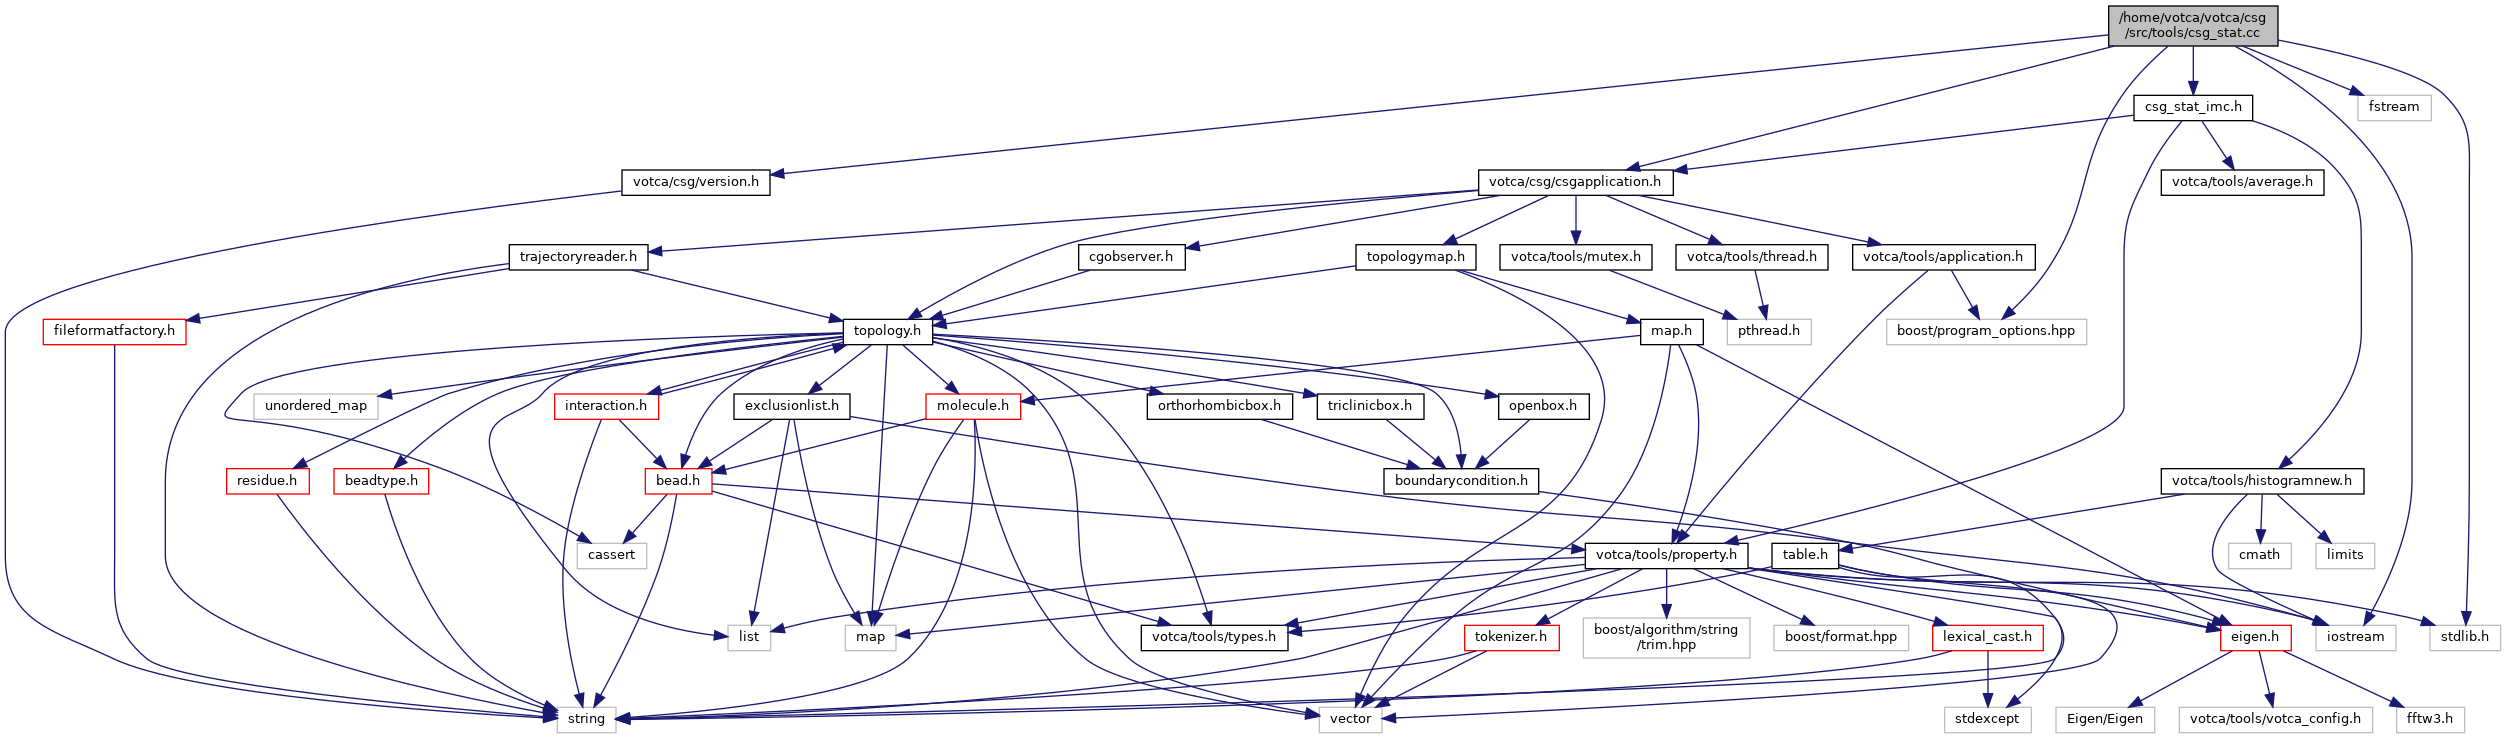 /home/votca/votca/csg
/src/tools/csg_stat.cc
csg_stat_imc.h
fstream
votca/csg/version.h
votca/csg/csgapplication.h
votca/tools/average.h
trajectoryreader.h
cgobserver.h
topologymap.h
votca/tools/mutex.h
votca/tools/thread.h
votca/tools/application.h
fileformatfactory.h
topology.h
map.h
pthread.h
boost/program_options.hpp
unordered_map
interaction.h
exclusionlist.h
molecule.h
orthorhombicbox.h
triclinicbox.h
openbox.h
residue.h
beadtype.h
bead.h
boundarycondition.h
votca/tools/histogramnew.h
cassert
votca/tools/property.h
table.h
cmath
limits
list
map
votca/tools/types.h
tokenizer.h
boost/algorithm/string
/trim.hpp
boost/format.hpp
lexical_cast.h
eigen.h
iostream
stdlib.h
string
vector
stdexcept
Eigen/Eigen
votca/tools/votca_config.h
fftw3.h